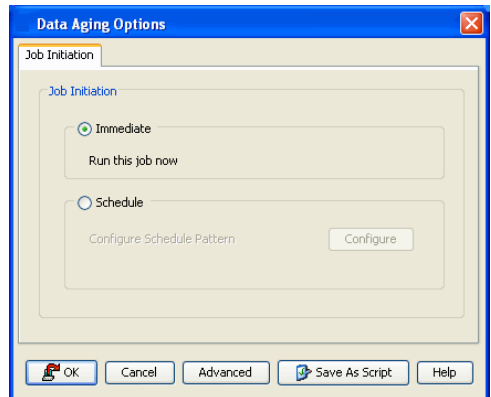 Data Aging Options
Job Initiation
Job Initiation
Immediate
Run this job now
Schedule
Configure Schedule Pattern Configure
OK Cancel Advanced Save As Script Help